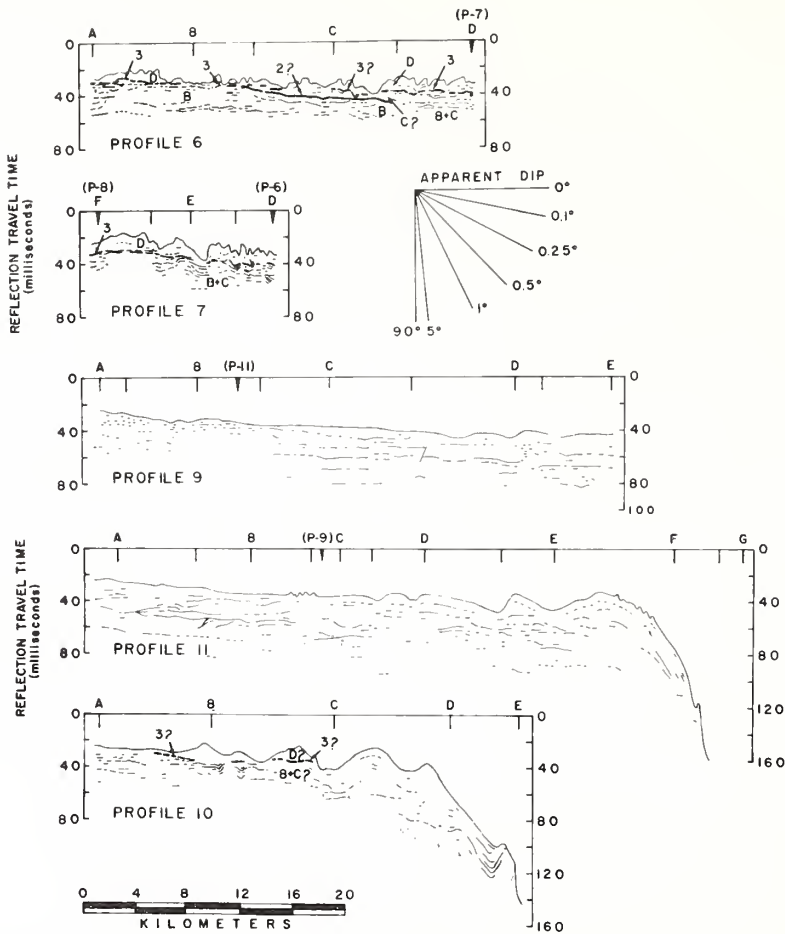 (P-7)
A B C D
0 0
3 D 3 2? 3? D 3
40 40
B B C? B+C
80 80
PROFILE 6
(P-8) (P-6)
F E D
0 0
3 D
40 40
B+C
80 80
PROFILE 7
REFLECTION TRAVEL TIME
(milliseconds)
APPARENT DIP
0°
0.1°
0.25°
0.5°
1°
90° 5°
A B (P-11) C D E
0 0
40 40
80 80
100
PROFILE 9
A B (P-9) C D E F G
0 0
40 40
80 80
120
160
PROFILE 11
REFLECTION TRAVEL TIME
(milliseconds)
A B C D E
0 0
3? D? 3?
40 40
B+C?
80 80
120
160
PROFILE 10
0 4 8 12 16 20
KILOMETERS